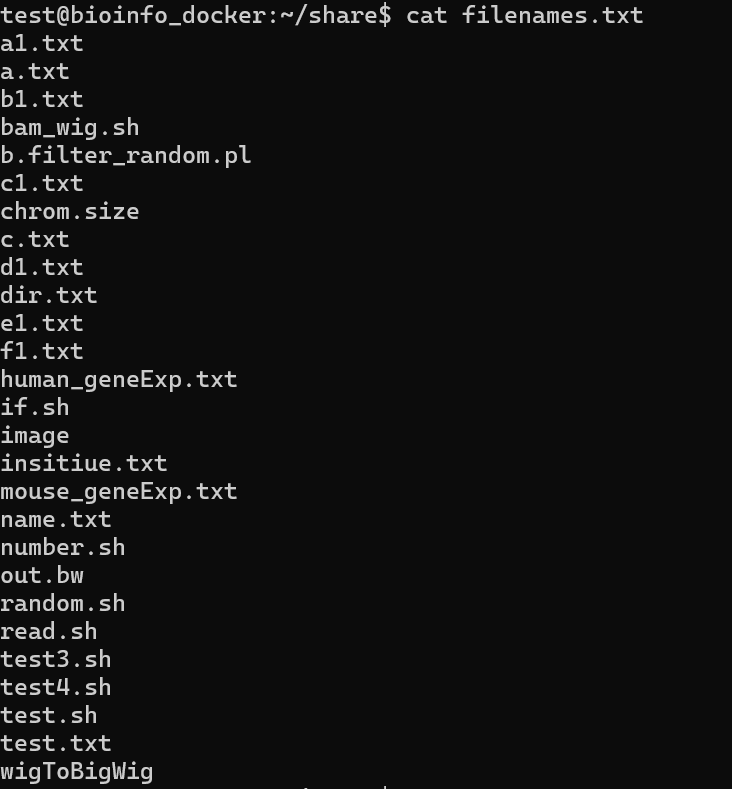 test@bioinfo_docker:~/share$ cat filenames.txt
a1.txt
a.txt
b1.txt
bam_wig.sh
b.filter_random.pl
c1.txt
chrom.size
c.txt
d1.txt
dir.txt
e1.txt
f1.txt
human_geneExp.txt
if.sh
image
insitiue.txt
mouse_geneExp.txt
name.txt
number.sh
out.bw
random.sh
read.sh
test3.sh
test4.sh
test.sh
test.txt
wigToBigWig